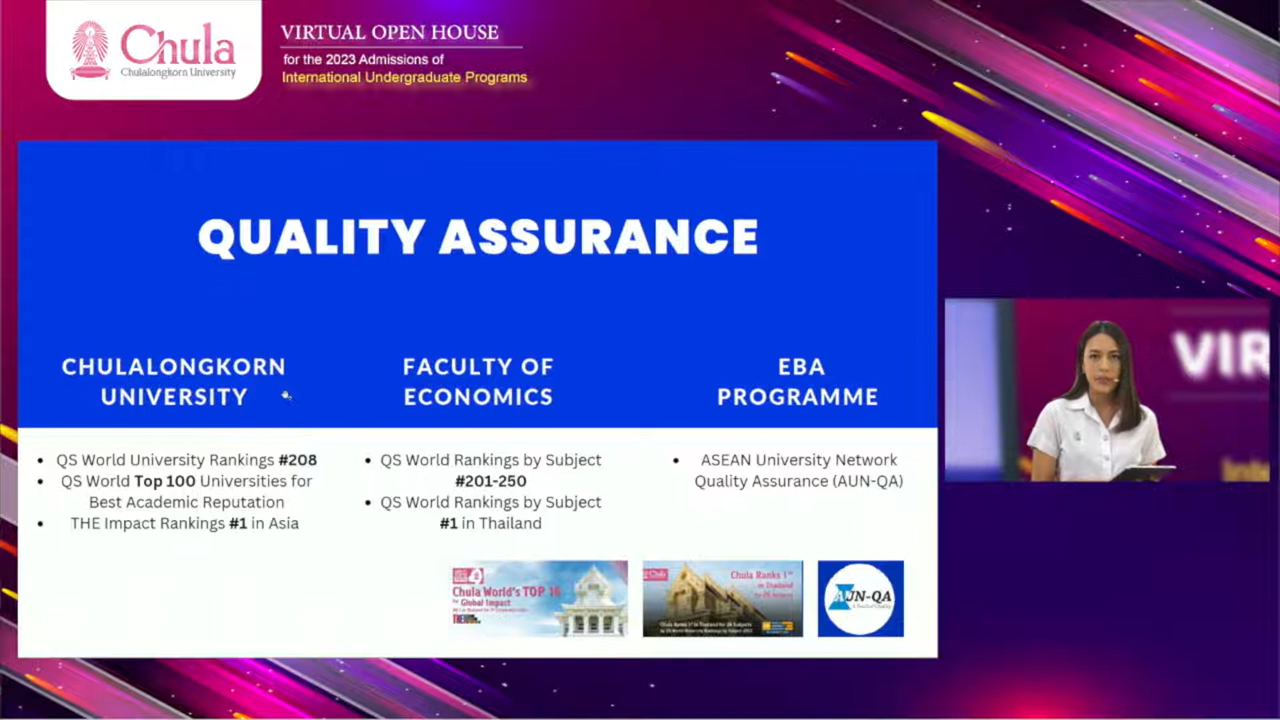 Chula
Chulalongkorn University
VIRTUAL OPEN HOUSE
for the 2023 Admissions of
International Undergraduate Programs
QUALITY ASSURANCE
CHULALONGKORN
UNIVERSITY
FACULTY OF
ECONOMICS
EBA
PROGRAMME
• QS World University Rankings #208
• QS World Top 100 Universities for
Best Academic Reputation
• THE Impact Rankings #1 in Asia
• QS World Rankings by Subject
#201-250
• QS World Rankings by Subject
#1 in Thailand
• ASEAN University Network
Quality Assurance (AUN-QA)
Chula World's TOP 16
for Global Impact
Chula
Chula Ranks 1st
in Thailand
AUN-QA
VIR